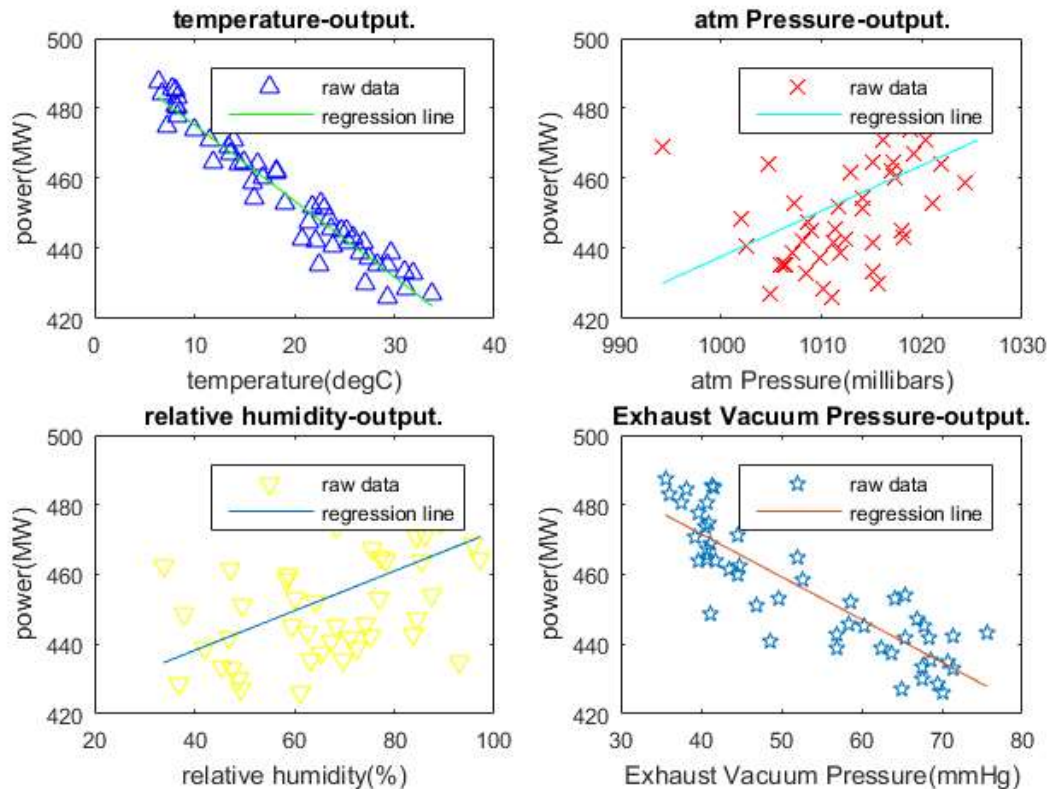 temperature-output.
500
480
460
440
420
power(MW)
raw data
regression line
0
10
20
30
40
temperature(degC)
atm Pressure-output.
500
480
460
440
420
power(MW)
raw data
regression line
990
1000
1010
1020
1030
atm Pressure(millibars)
relative humidity-output.
500
480
460
440
420
power(MW)
raw data
regression line
20
40
60
80
100
relative humidity(%)
Exhaust Vacuum Pressure-output.
500
480
460
440
420
power(MW)
raw data
regression line
30
40
50
60
70
80
Exhaust Vacuum Pressure(mmHg)